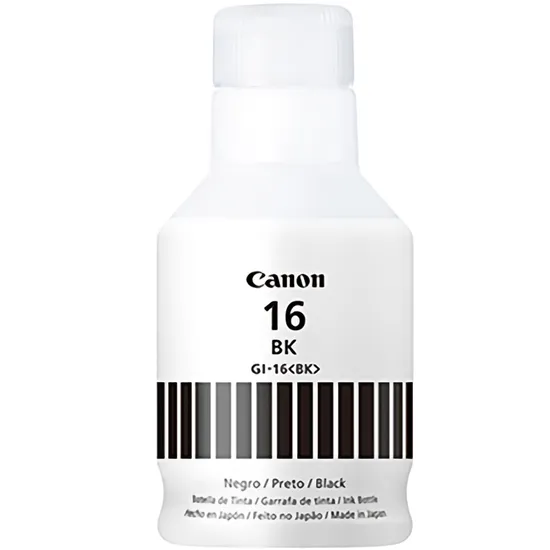 Canon
16
BK
GI-16<BK>
Negro / Preto / Black
Botella de Tinta / Garrafa de tinta / Ink Bottle
Hecho en Japón / Feito no Japão / Made in Japan